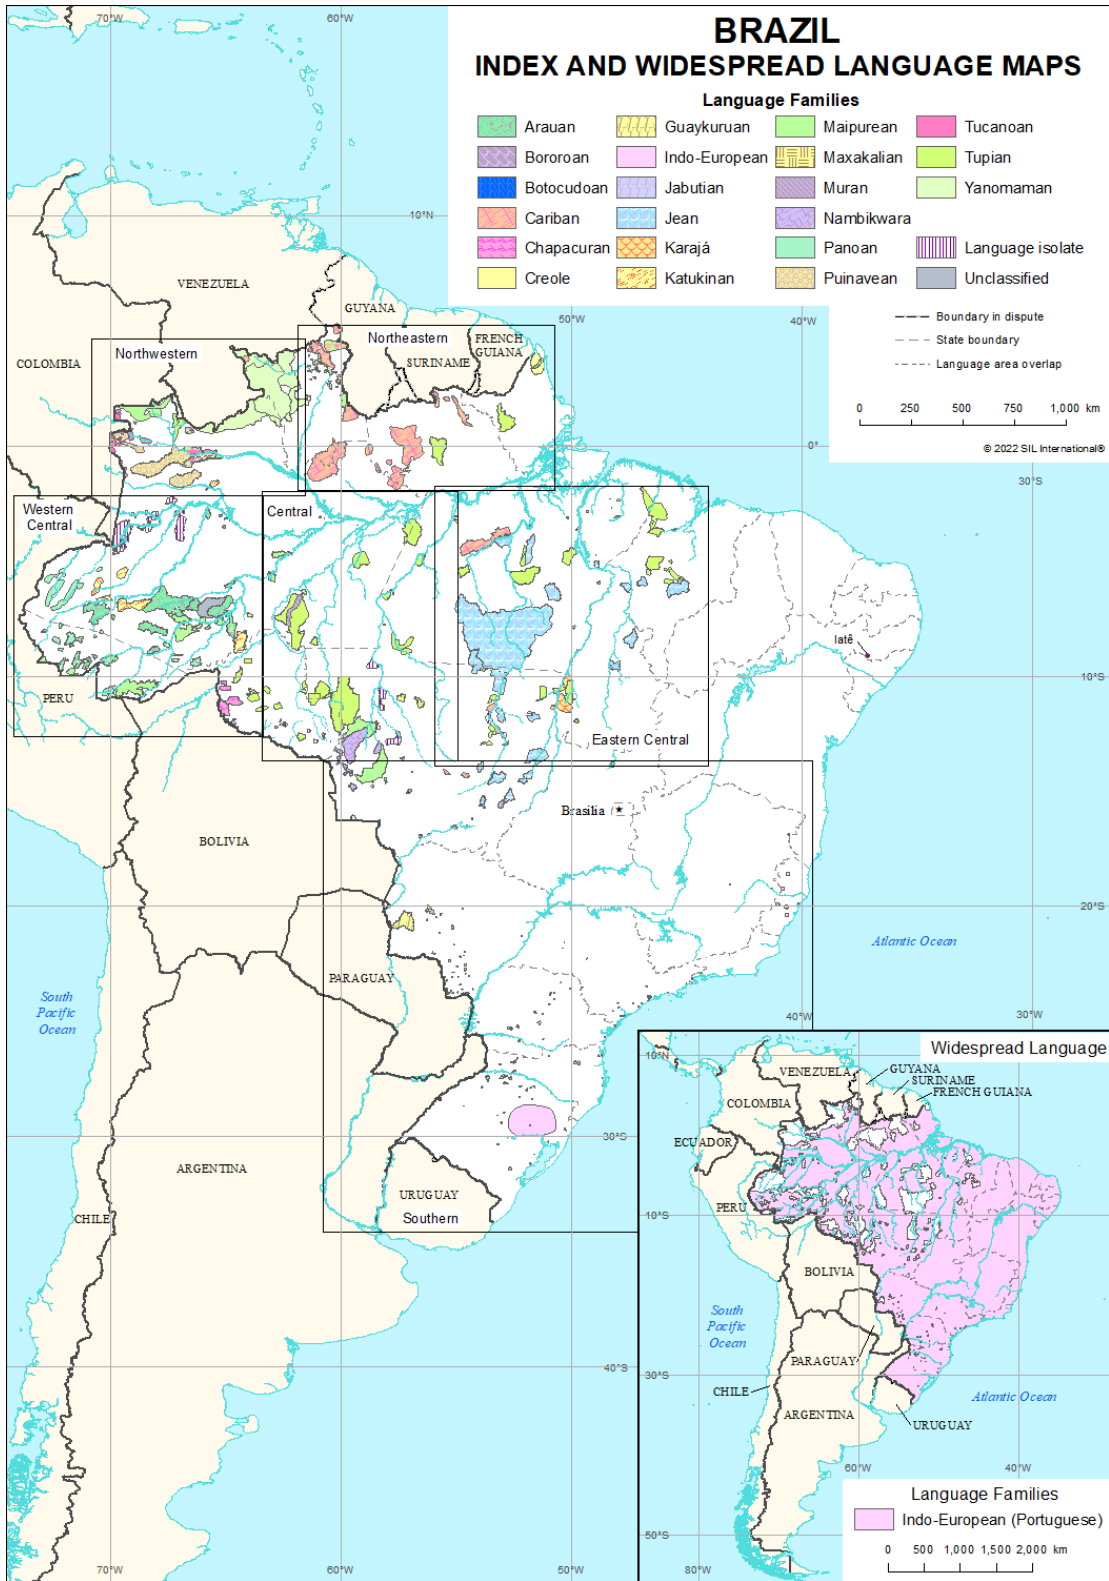 BRAZIL
INDEX AND WIDESPREAD LANGUAGE MAPS
Language Families
Arauan
Bororoan
Botocudoan
Cariban
Chapacuran
Creole
Guaykuruan
Indo-European
Jabutian
Jean
Karajá
Katukinan
Maipurean
Maxakalian
Muran
Nambikwara
Panoan
Puinavean
Tucanoan
Tupian
Yanomaman
Language isolate
Unclassified
Boundary in dispute
State boundary
Language area overlap
0 250 500 750 1,000 km
© 2022 SIL International®
70°W
60°W
50°W
40°W
30°W
10°N
0°
30°S
10°S
20°S
40°S
VENEZUELA
GUYANA
COLOMBIA
Northwestern
Northeastern
FRENCH
GUIANA
SURINAME
Western
Central
Central
Iatê
PERU
Eastern Central
Brasilia
BOLIVIA
20°S
Atlantic Ocean
PARAGUAY
South
Pacific
Ocean
40°W
30°W
ARGENTINA
30°S
CHILE
URUGUAY
Southern
40°S
70°W
60°W
50°W
Widespread Language
10°N
VENEZUELA
GUYANA
SURINAME
FRENCH GUIANA
COLOMBIA
ECUADOR
PERU
10°S
BOLIVIA
South
Pacific
Ocean
PARAGUAY
30°S
CHILE
Atlantic Ocean
ARGENTINA
URUGUAY
60°W
40°W
50°S
80°W
Language Families
Indo-European (Portuguese)
0 500 1,000 1,500 2,000 km